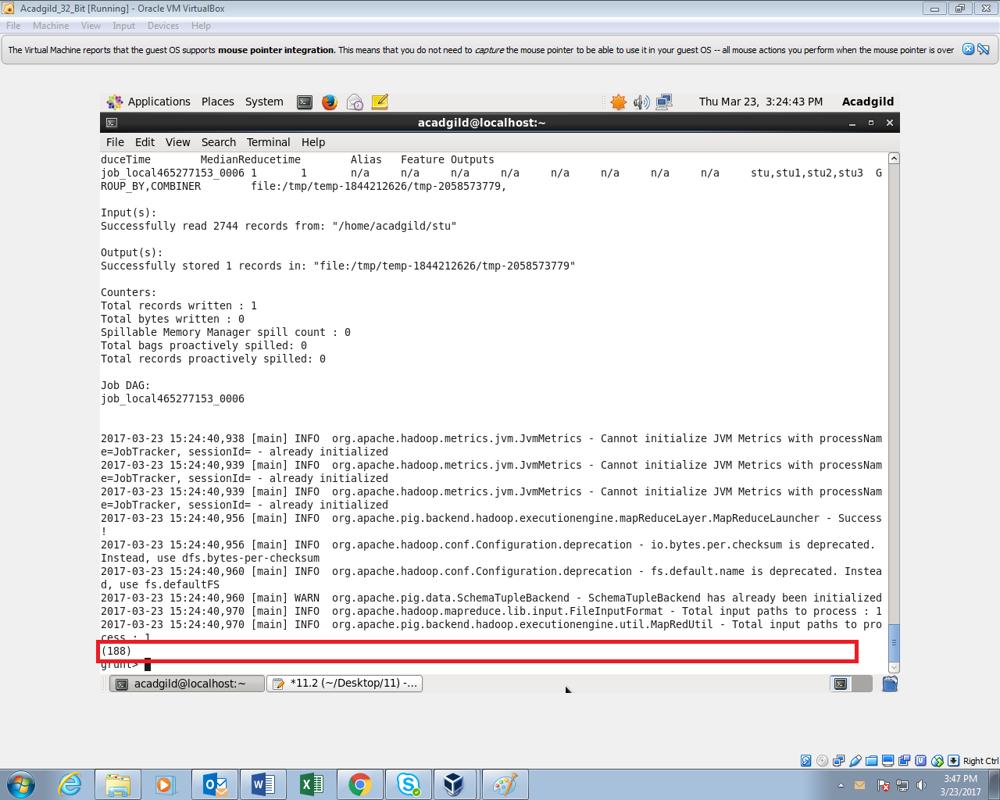 Acadgild_32_Bit [Running] - Oracle VM VirtualBox
File Machine View Input Devices Help
The Virtual Machine reports that the guest OS supports mouse pointer integration. This means that you do not need to capture the mouse pointer to be able to use it in your guest OS -- all mouse actions you perform when the mouse pointer is over
Applications Places System Thu Mar 23, 3:24:43 PM Acadgild
acadgild@localhost:~
File Edit View Search Terminal Help
duceTime MedianReducetime Alias Feature Outputs
job_local465277153_0006 1 1 n/a n/a n/a n/a n/a n/a n/a n/a stu,stu1,stu2,stu3 G
ROUP_BY,COMBINER file:/tmp/temp-1844212626/tmp-2058573779,
Input(s):
Successfully read 2744 records from: "/home/acadgild/stu"
Output(s):
Successfully stored 1 records in: "file:/tmp/temp-1844212626/tmp-2058573779"
Counters:
Total records written : 1
Total bytes written : 0
Spillable Memory Manager spill count : 0
Total bags proactively spilled: 0
Total records proactively spilled: 0
Job DAG:
job_local465277153_0006
2017-03-23 15:24:40,938 [main] INFO org.apache.hadoop.metrics.jvm.JvmMetrics - Cannot initialize JVM Metrics with processNam
e=JobTracker, sessionId= - already initialized
2017-03-23 15:24:40,939 [main] INFO org.apache.hadoop.metrics.jvm.JvmMetrics - Cannot initialize JVM Metrics with processNam
e=JobTracker, sessionId= - already initialized
2017-03-23 15:24:40,939 [main] INFO org.apache.hadoop.metrics.jvm.JvmMetrics - Cannot initialize JVM Metrics with processNam
e=JobTracker, sessionId= - already initialized
2017-03-23 15:24:40,956 [main] INFO org.apache.pig.backend.hadoop.executionengine.mapReduceLayer.MapReduceLauncher - Success
!
2017-03-23 15:24:40,956 [main] INFO org.apache.hadoop.conf.Configuration.deprecation - io.bytes.per.checksum is deprecated.
Instead, use dfs.bytes-per-checksum
2017-03-23 15:24:40,960 [main] INFO org.apache.hadoop.conf.Configuration.deprecation - fs.default.name is deprecated. Instea
d, use fs.defaultFS
2017-03-23 15:24:40,960 [main] WARN org.apache.pig.data.SchemaTupleBackend - SchemaTupleBackend has already been initialized
2017-03-23 15:24:40,970 [main] INFO org.apache.hadoop.mapreduce.lib.input.FileInputFormat - Total input paths to process : 1
2017-03-23 15:24:40,970 [main] INFO org.apache.pig.backend.hadoop.executionengine.util.MapRedUtil - Total input paths to pro
cess : 1
(188)
grunt>
acadgild@localhost:~ *11.2 (~/Desktop/11) -...
Right Ctrl
3:47 PM
3/23/2017